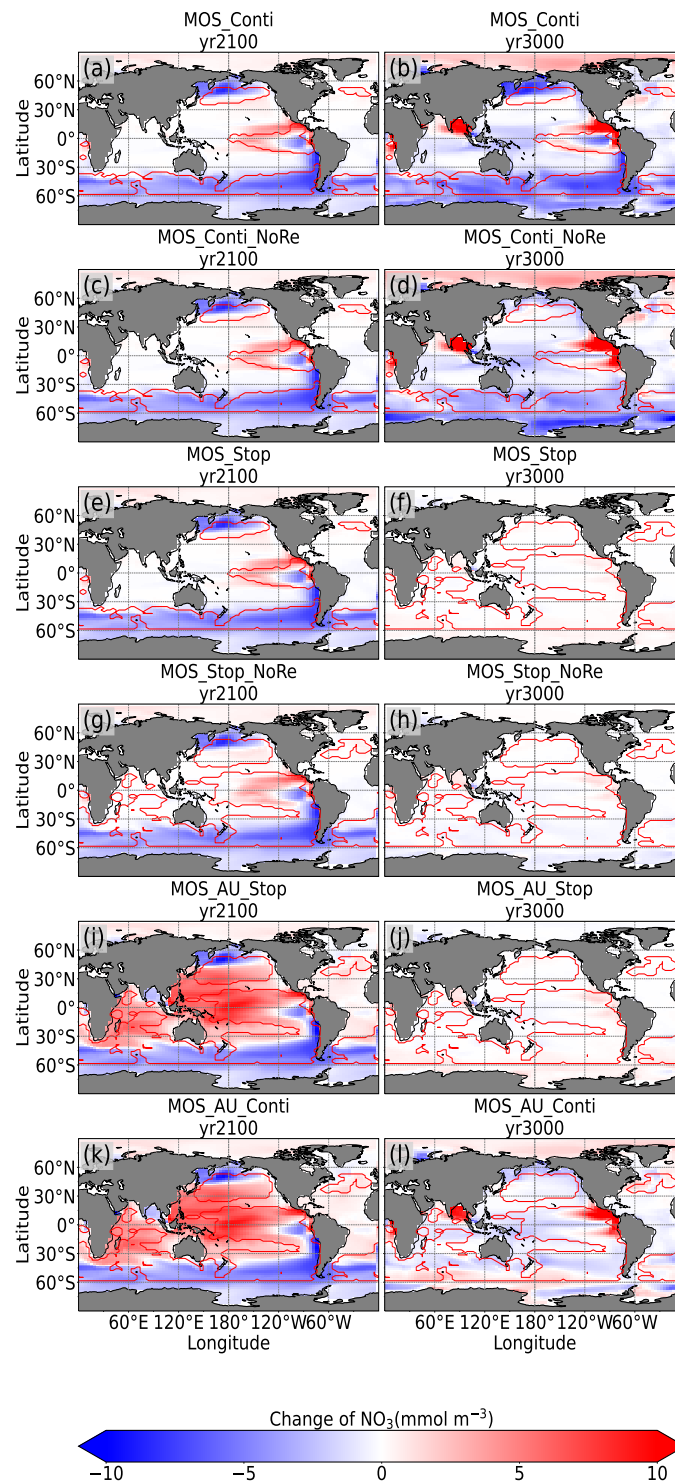 MOS_Conti
yr2100
MOS_Conti
yr3000
(a)
(b)
60°N
30°N
0°
30°S
60°S
Latitude
MOS_Conti_NoRe
yr2100
MOS_Conti_NoRe
yr3000
(c)
(d)
60°N
30°N
0°
30°S
60°S
Latitude
MOS_Stop
yr2100
MOS_Stop
yr3000
(e)
(f)
60°N
30°N
0°
30°S
60°S
Latitude
MOS_Stop_NoRe
yr2100
MOS_Stop_NoRe
yr3000
(g)
(h)
60°N
30°N
0°
30°S
60°S
Latitude
MOS_AU_Stop
yr2100
MOS_AU_Stop
yr3000
(i)
(j)
60°N
30°N
0°
30°S
60°S
Latitude
MOS_AU_Conti
yr2100
MOS_AU_Conti
yr3000
(k)
(l)
60°N
30°N
0°
30°S
60°S
Latitude
60°E 120°E 180° 120°W 60°W
60°E 120°E 180° 120°W 60°W
Longitude
Longitude
Change of NO₃(mmol m⁻³)
−10 −5 0 5 10